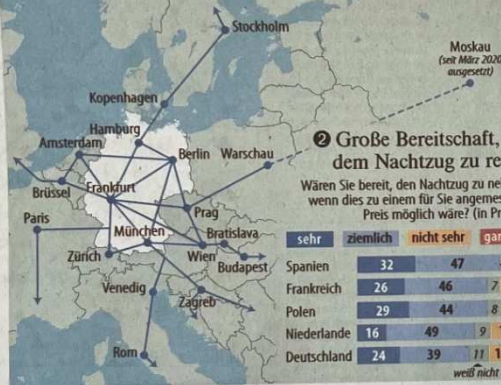 Stockholm
Moskau
(seit März 2020
ausgesetzt)
Kopenhagen
Hamburg
Amsterdam
Berlin
Warschau
Brüssel
Frankfurt
Paris
Prag
München
Bratislava
Zürich
Wien
Budapest
Venedig
Zagreb
Rom
❷ Große Bereitschaft,
dem Nachtzug zu re
Wären Sie bereit, den Nachtzug zu ne
wenn dies zu einem für Sie angemes
Preis möglich wäre? (in Pr
sehr ziemlich nicht sehr gar
Spanien 32 47
Frankreich 26 46 7
Polen 29 44 8
Niederlande 16 49 9
Deutschland 24 39 11 1
weiß nicht